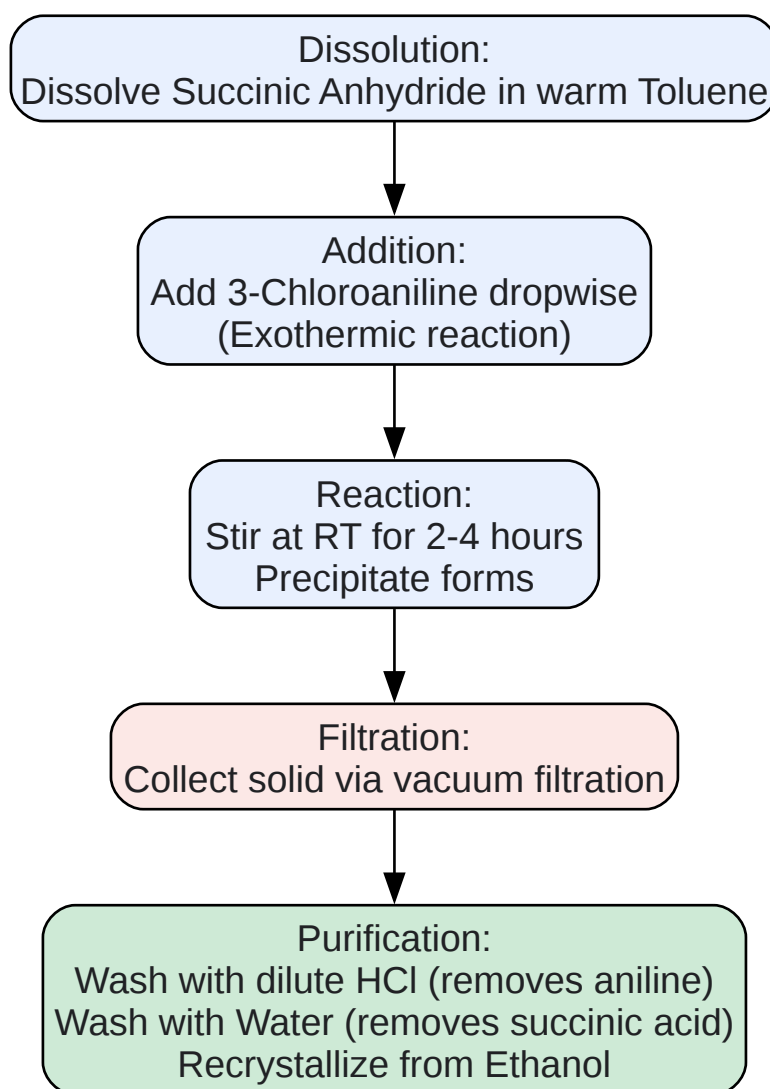 Dissolution:
Dissolve Succinic Anhydride in warm Toluene
Addition:
Add 3-Chloroaniline dropwise
(Exothermic reaction)
Reaction:
Stir at RT for 2-4 hours
Precipitate forms
Filtration:
Collect solid via vacuum filtration
Purification:
Wash with dilute HCl (removes aniline)
Wash with Water (removes succinic acid)
Recrystallize from Ethanol